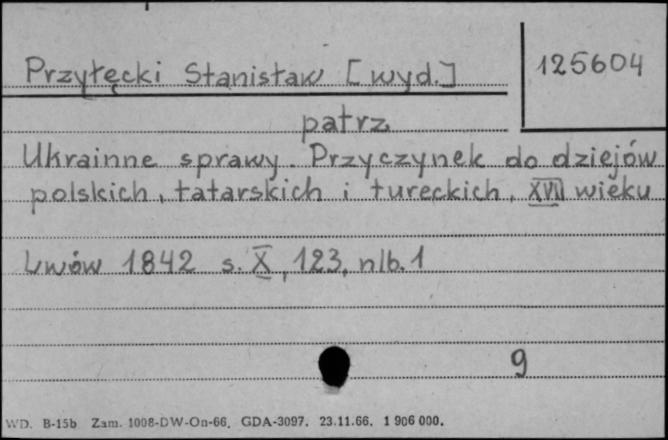 125604
Przyłęcki Stanisław [wyd.]
patrz
Ukrainne sprawy. Przyczynek do dziejów
polskich, tatarskich i tureckich, XVII wieku
Lwów 1842 s. X, 123, nlb. 1
9
WD. B-15b Zam. 1008-DW-On-66. GDA-3097. 23.11.66. 1 906 000.